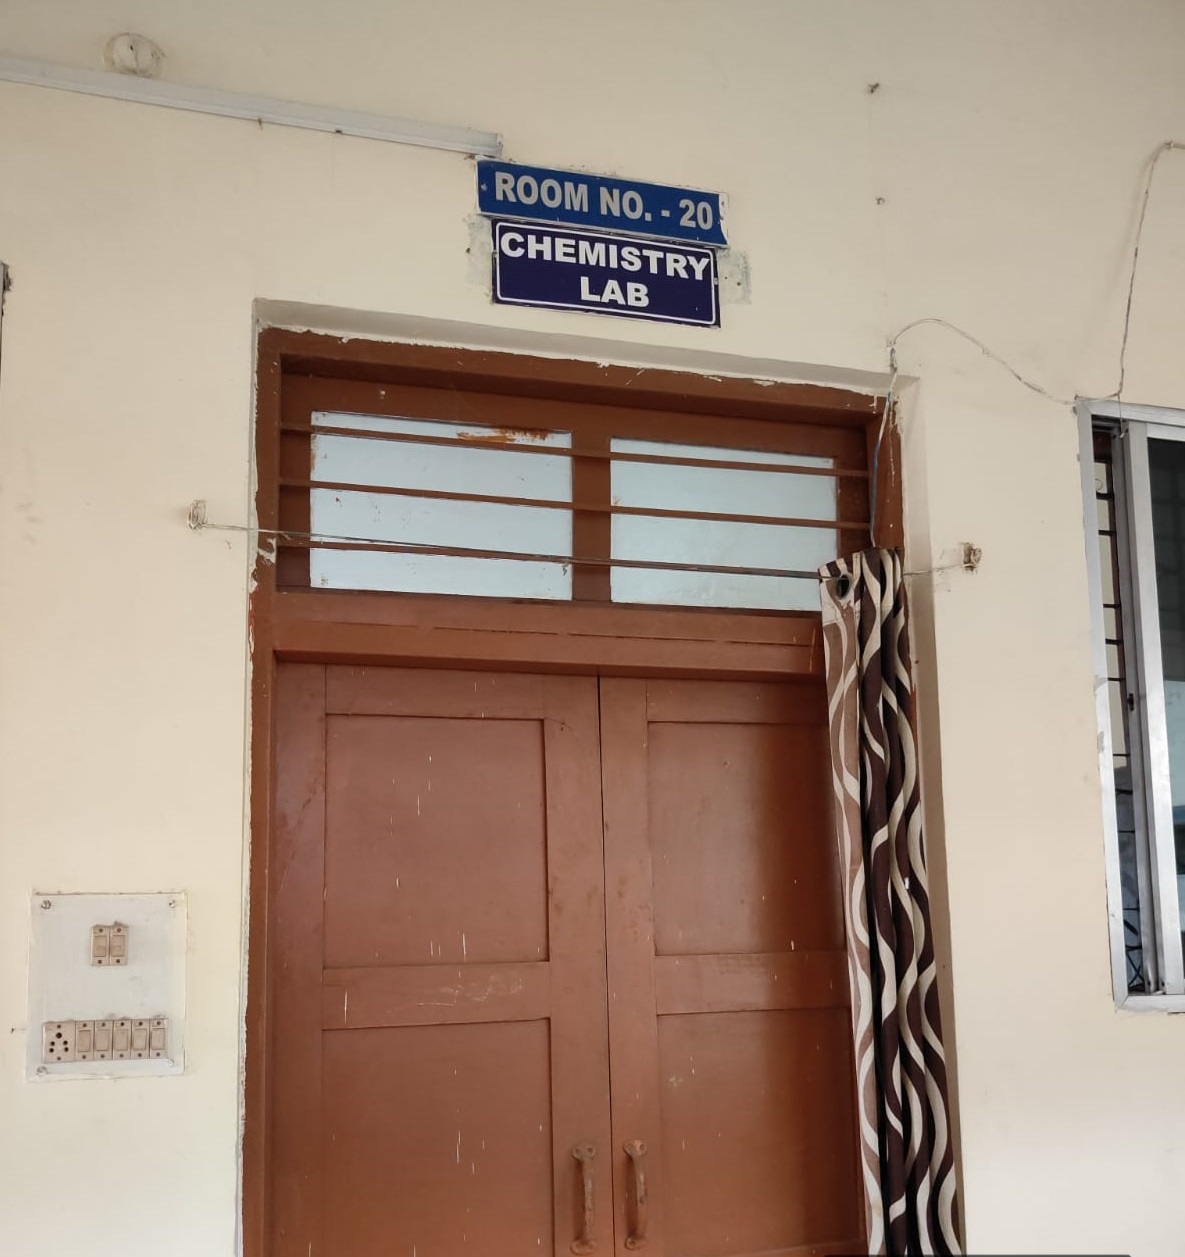 ROOM NO. - 20
CHEMISTRY
LAB